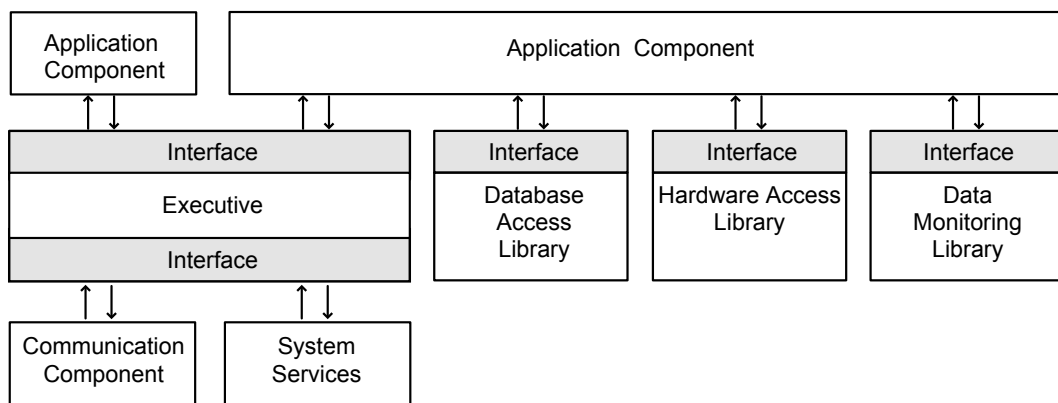 Application
Component
Application Component
Interface
Executive
Interface
Interface
Database
Access
Library
Interface
Hardware Access
Library
Interface
Data
Monitoring
Library
Communication
Component
System
Services